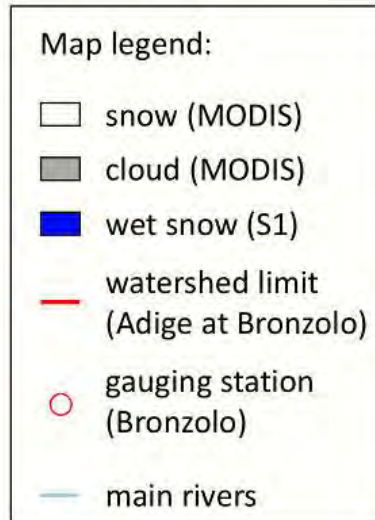 Map legend:
snow (MODIS)
cloud (MODIS)
wet snow (S1)
watershed limit
(Adige at Bronzolo)
gauging station
(Bronzolo)
main rivers